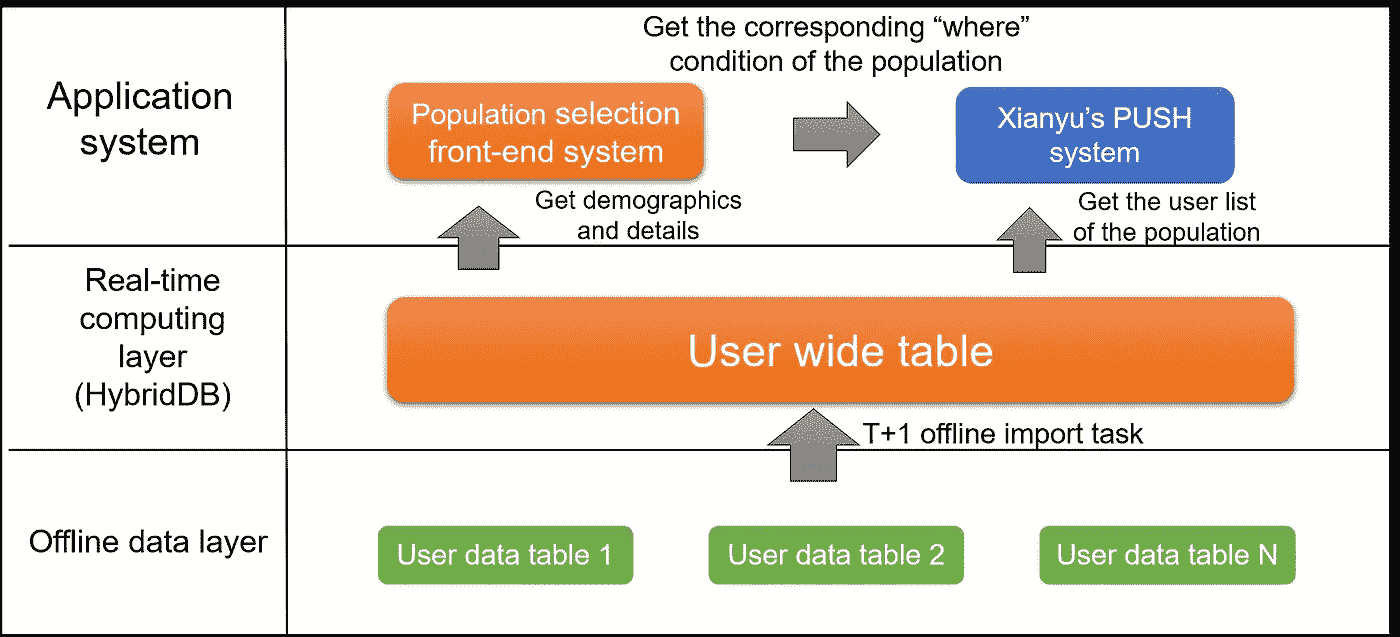 Application
system
Get the corresponding “where”
condition of the population
Population selection
front-end system
Xianyu’s PUSH
system
Get demographics
and details
Get the user list
of the population
Real-time
computing
layer
(HybridDB)
User wide table
T+1 offline import task
Offline data layer
User data table 1
User data table 2
User data table N